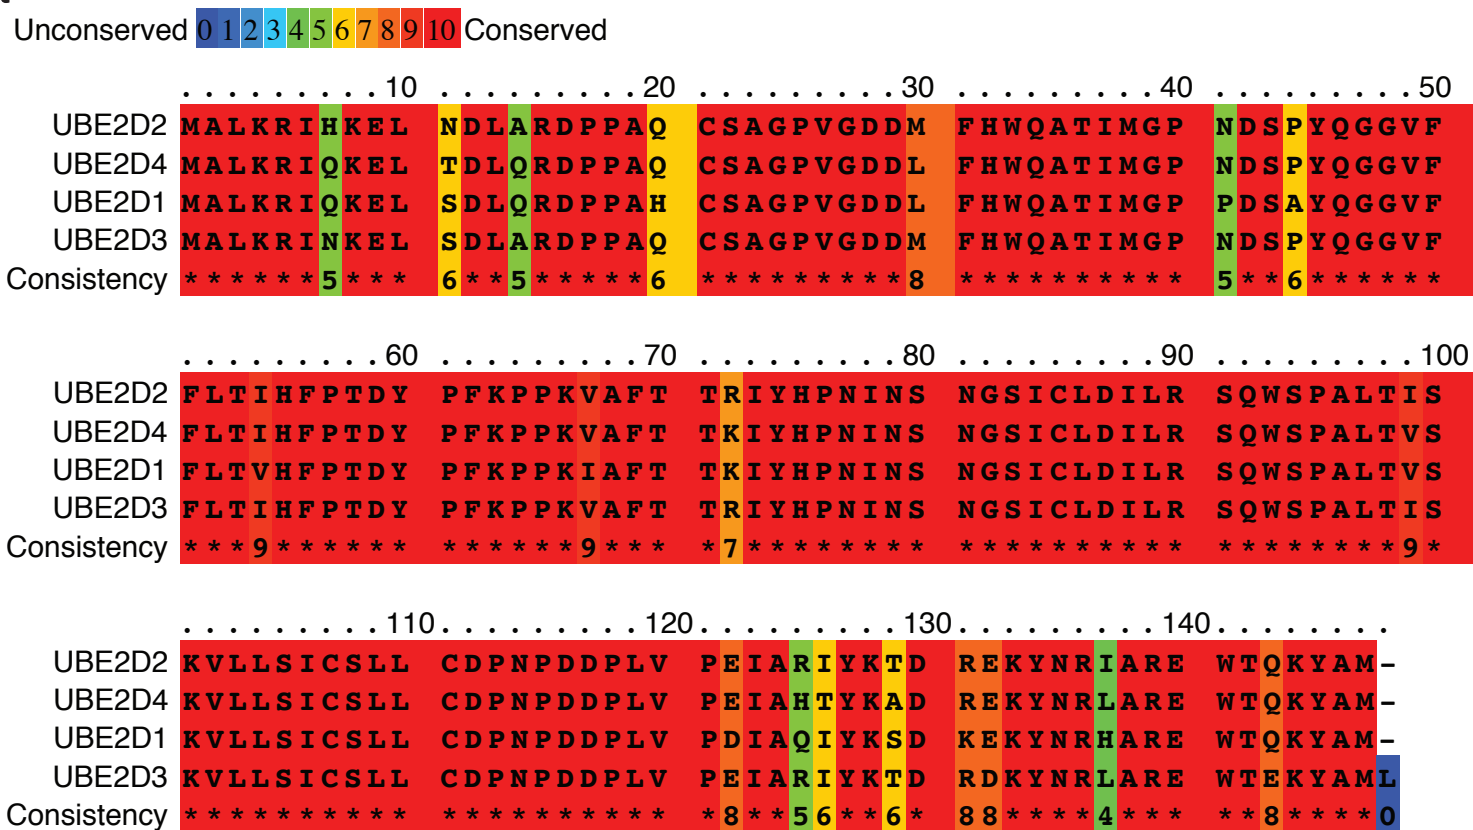 Unconserved 0 1 2 3 4 5 6 7 8 9 10 Conserved
. . . . . . . . . 10 . . . . . . . . . 20 . . . . . . . . . 30 . . . . . . . . . 40 . . . . . . . . . 50
UBE2D2 MALKRIHKEL NDLARDPPAQ CSAGPVGDDM FHWQATIMGP NDSPYQGGVF
UBE2D4 MALKRIQKEL TDLQRDPPAQ CSAGPVGDDL FHWQATIMGP NDSPYQGGVF
UBE2D1 MALKRIQKEL SDLQRDPPAH CSAGPVGDDL FHWQATIMGP PDSAYQGGVF
UBE2D3 MALKRINKEL SDLARDPPAQ CSAGPVGDDM FHWQATIMGP NDSPYQGGVF
Consistency ******5*** 6**5*****6 *********8 ********** 5**6******
. . . . . . . . . 60 . . . . . . . . . 70 . . . . . . . . . 80 . . . . . . . . . 90 . . . . . . . . . 100
UBE2D2 FLTIHFPTDY PFKPPKVAFT TRIYHPNINS NGSICLDILR SQWSPALTIS
UBE2D4 FLTIHFPTDY PFKPPKVAFT TKIYHPNINS NGSICLDILR SQWSPALTVS
UBE2D1 FLTVHFPTDY PFKPPKIAFT TKIYHPNINS NGSICLDILR SQWSPALTVS
UBE2D3 FLTIHFPTDY PFKPPKVAFT TRIYHPNINS NGSICLDILR SQWSPALTIS
Consistency ***9****** ******9*** *7******** ********** ********9*
. . . . . . . . . 110 . . . . . . . . . 120 . . . . . . . . . 130 . . . . . . . . . 140 . . . . . . . .
UBE2D2 KVLLSICSLL CDPNPDDPLV PEIARIYKTD REKYNRIARE WTQKYAM-
UBE2D4 KVLLSICSLL CDPNPDDPLV PEIAHTYKAD REKYNRLARE WTQKYAM-
UBE2D1 KVLLSICSLL CDPNPDDPLV PDIAQIYKSD KEKYNRHARE WTQKYAM-
UBE2D3 KVLLSICSLL CDPNPDDPLV PEIARIYKTD RDKYNRLARE WTEKYAML
Consistency ********** ********** *8**56**6* 88****4*** **8****0